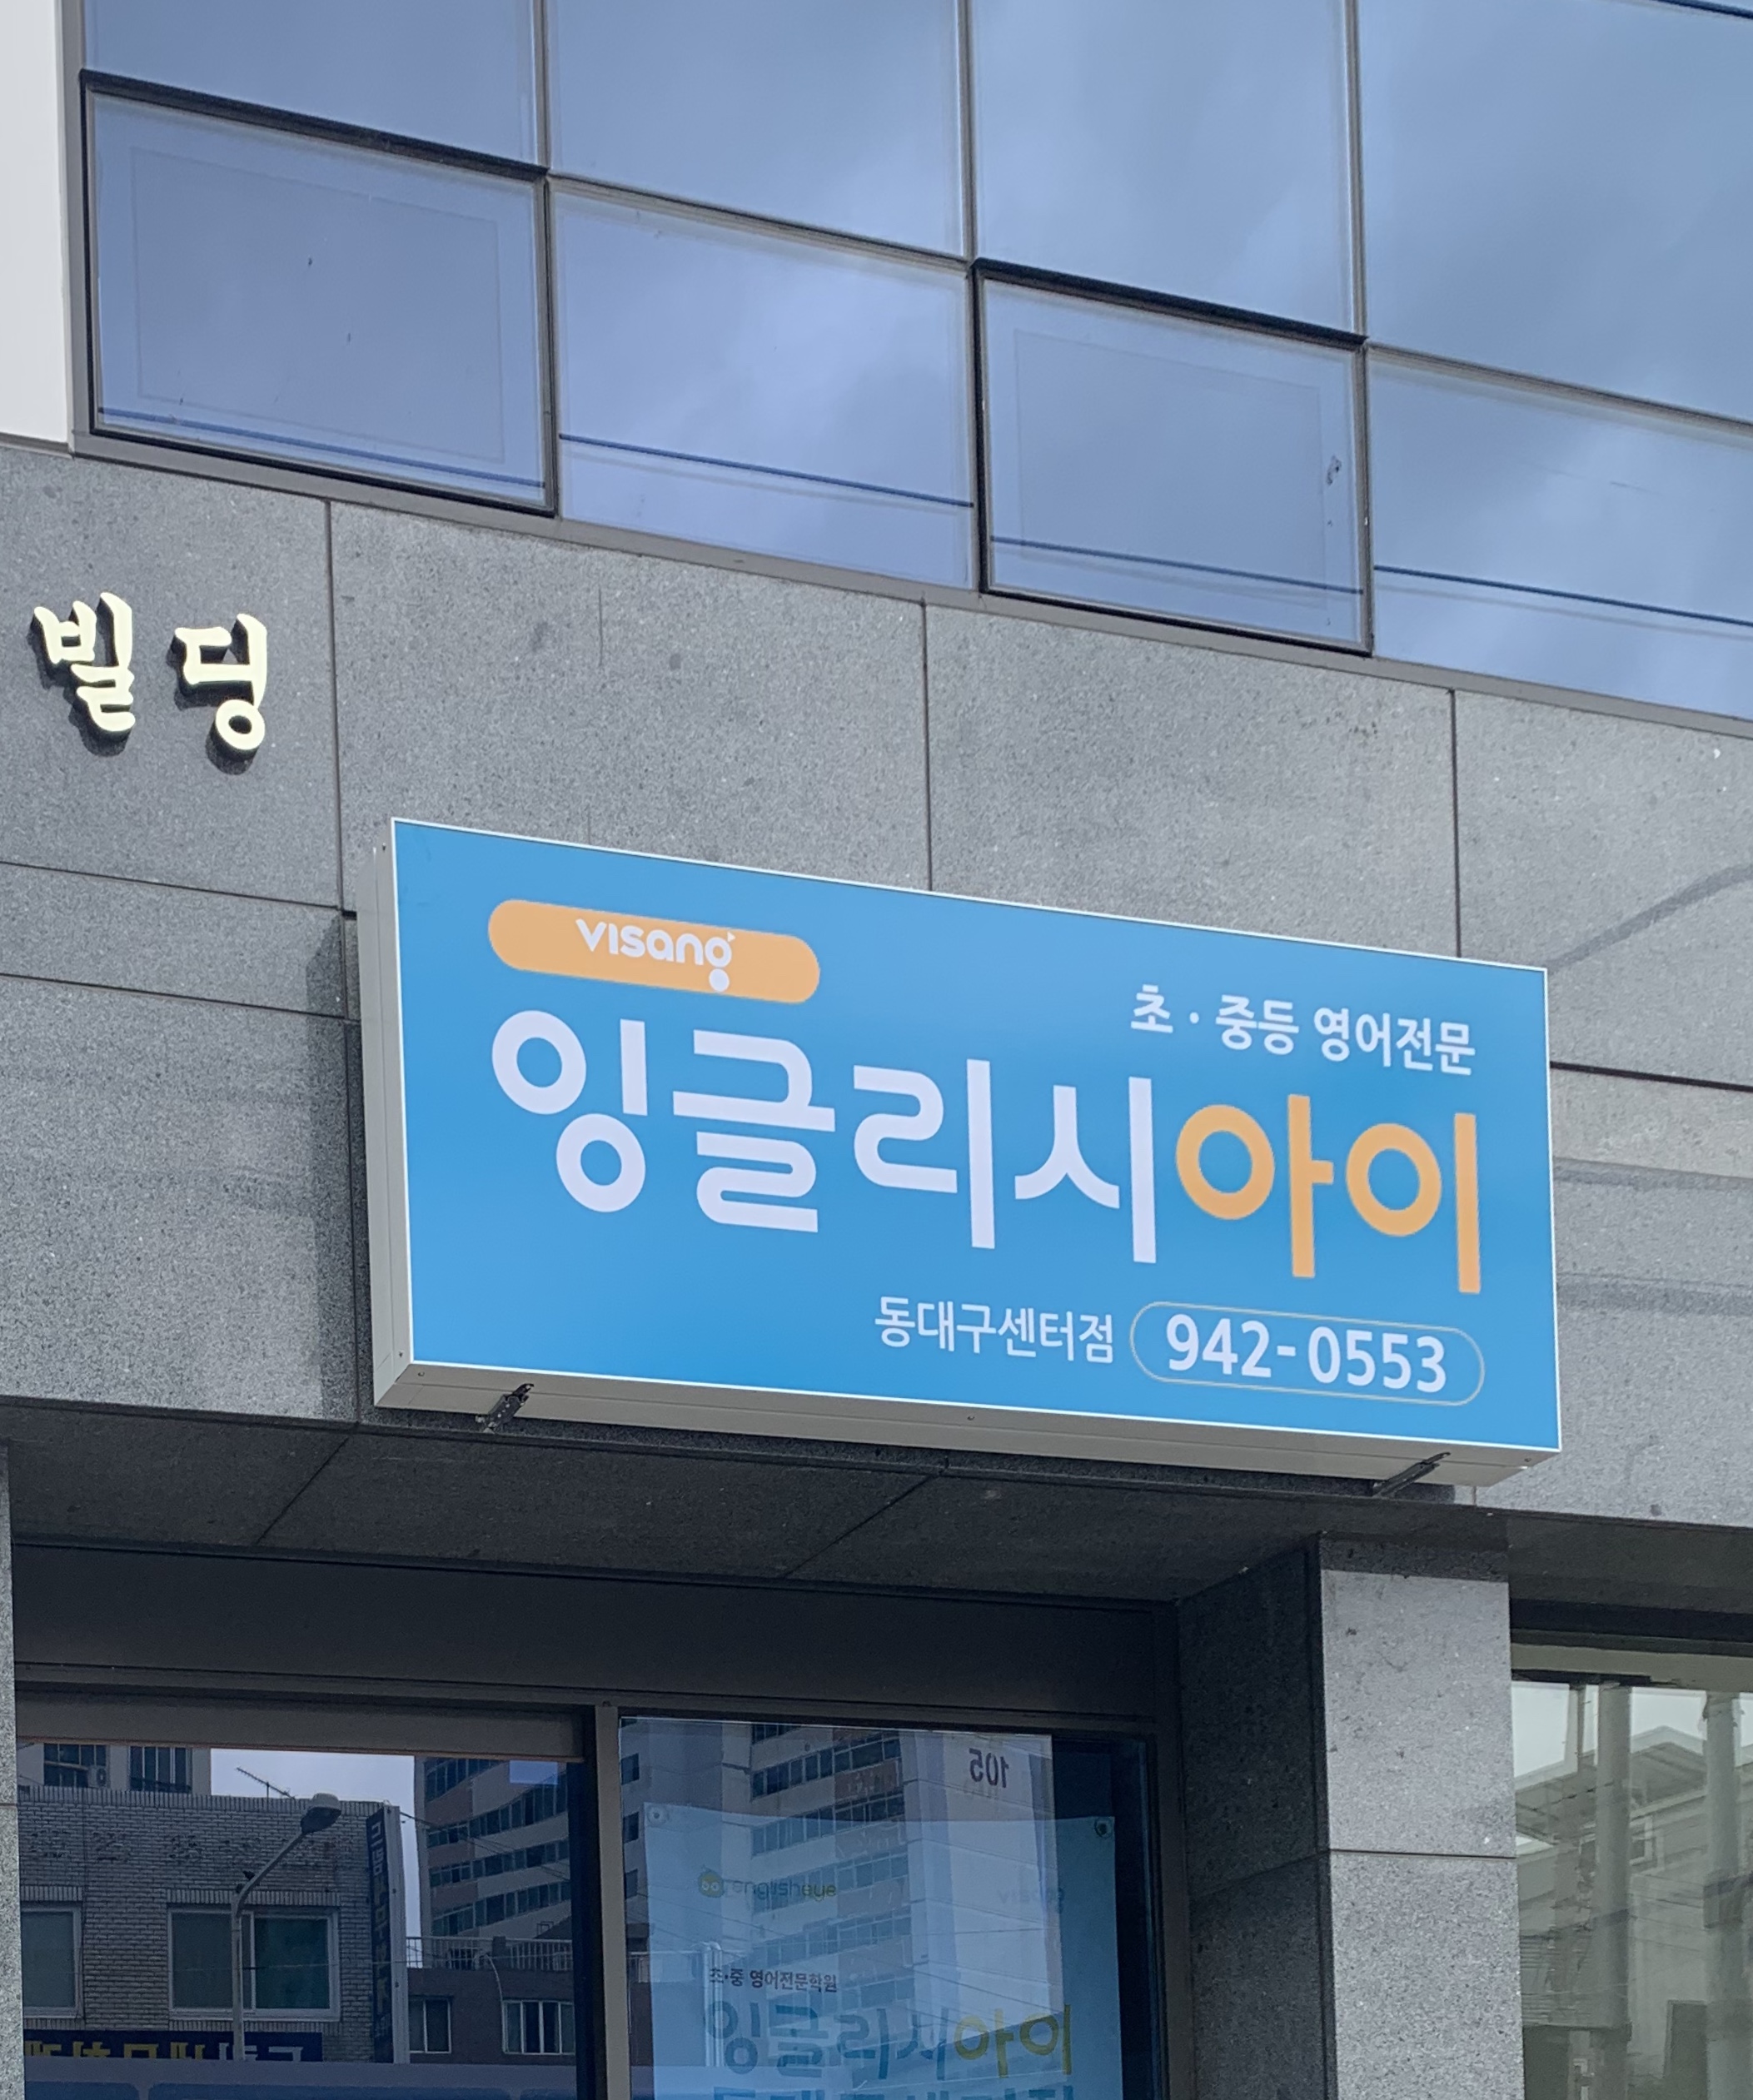 빌딩
visang
초·중등 영어전문
잉글리시아이
동대구센터점 942-0553
105
englisheye
초·중 영어전문학원
잉글리시아이